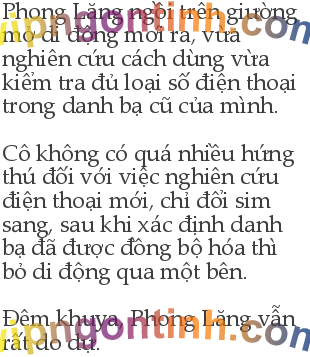 Phong Lăng ngồi trên giường
mở di động mới ra, vừa
nghiên cứu cách dùng vừa
kiểm tra đủ loại số điện thoại
trong danh bạ cũ của mình.
Cô không có quá nhiều hứng
thú đối với việc nghiên cứu
điện thoại mới, chỉ đổi sim
sang, sau khi xác định danh
bạ đã được đồng bộ hóa thì
bỏ di động qua một bên.
Đêm khuya, Phong Lăng vẫn
rất do dự.
vipngontinh.com
vipngontinh.com